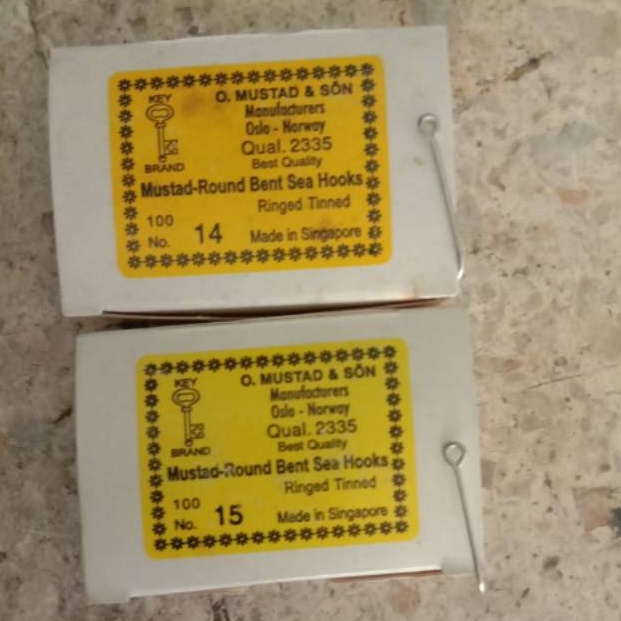 KEY
O. MUSTAD & SÖN
Manufacturers
Oslo - Norway
Qual. 2335
BRAND
Best Quality
Mustad-Round Bent Sea Hooks
Ringed Tinned
100
No. 14 Made in Singapore
KEY
O. MUSTAD & SÖN
Manufacturers
Oslo - Norway
Qual. 2335
BRAND
Best Quality
Mustad-Round Bent Sea Hooks
Ringed Tinned
100
No. 15 Made in Singapore